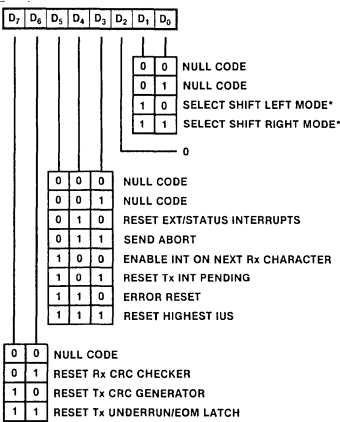 D7 D6 D5 D4 D3 D2 D1 D0
0 0 NULL CODE
0 1 NULL CODE
1 0 SELECT SHIFT LEFT MODE*
1 1 SELECT SHIFT RIGHT MODE*
0
0 0 0 NULL CODE
0 0 1 NULL CODE
0 1 0 RESET EXT/STATUS INTERRUPTS
0 1 1 SEND ABORT
1 0 0 ENABLE INT ON NEXT Rx CHARACTER
1 0 1 RESET Tx INT PENDING
1 1 0 ERROR RESET
1 1 1 RESET HIGHEST IUS
0 0 NULL CODE
0 1 RESET Rx CRC CHECKER
1 0 RESET Tx CRC GENERATOR
1 1 RESET Tx UNDERRUN/EOM LATCH